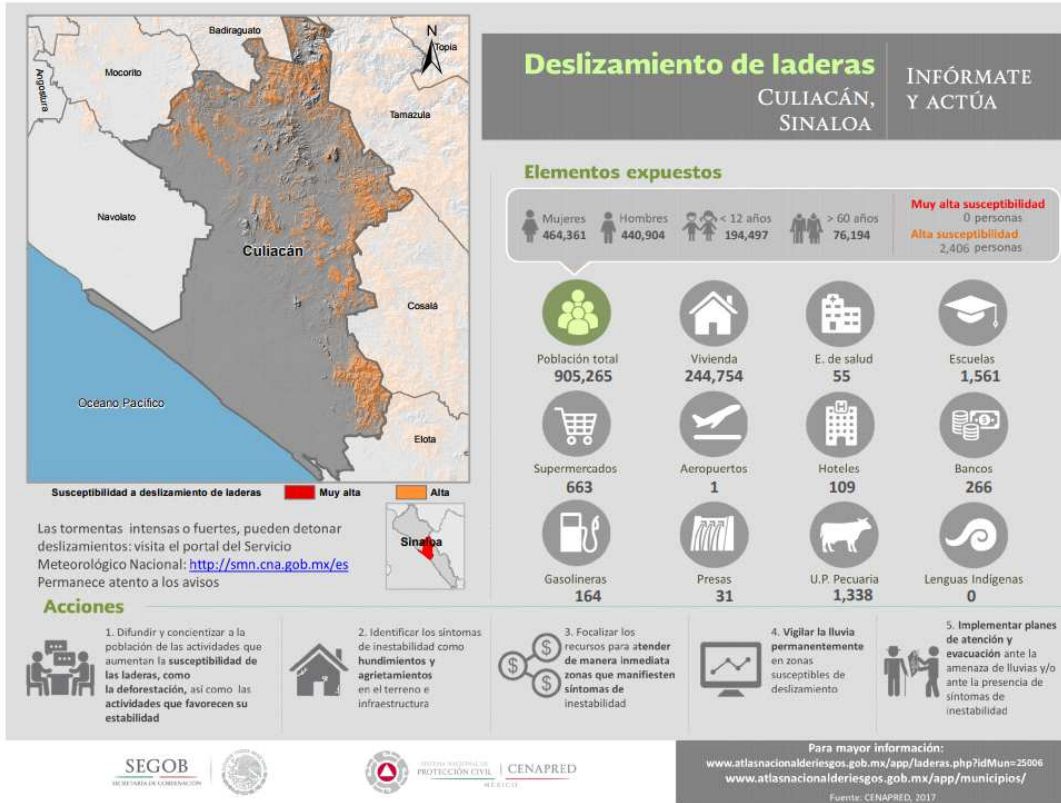 Badiraguato
N
Topia
Mocorito
Angostura
Tamazula
Navolato
Culiacán
Cosalá
Océano Pacífico
Elota
Susceptibilidad a deslizamiento de laderas
Muy alta
Alta
Las tormentas intensas o fuertes, pueden detonar
deslizamientos: visita el portal del Servicio
Meteorológico Nacional: http://smn.cna.gob.mx/es
Permanece atento a los avisos
Sinaloa
Deslizamiento de laderas
CULIACÁN,
SINALOA
INFÓRMATE
Y ACTÚA
Elementos expuestos
Mujeres
464,361
Hombres
440,904
< 12 años
194,497
> 60 años
76,194
Muy alta susceptibilidad
0 personas
Alta susceptibilidad
2,406 personas
Población total
905,265
Vivienda
244,754
E. de salud
55
Escuelas
1,561
Supermercados
663
Aeropuertos
1
Hoteles
109
Bancos
266
Gasolineras
164
Presas
31
U.P. Pecuaria
1,338
Lenguas Indígenas
0
Acciones
1. Difundir y concientizar a la
población de las actividades que
aumentan la susceptibilidad de
las laderas, como
la deforestación, así como las
actividades que favorecen su
estabilidad
2. Identificar los síntomas
de inestabilidad como
hundimientos y
agrietamientos
en el terreno e
infraestructura
3. Focalizar los
recursos para atender
de manera inmediata
zonas que manifiesten
síntomas de
inestabilidad
4. Vigilar la lluvia
permanentemente
en zonas
susceptibles de
deslizamiento
5. Implementar planes
de atención y
evacuación ante la
amenaza de lluvias y/o
ante la presencia de
síntomas de
inestabilidad
SEGOB
SECRETARÍA DE GOBERNACIÓN
SISTEMA NACIONAL DE
PROTECCIÓN CIVIL
CENAPRED
MÉXICO
Para mayor información:
www.atlasnacionalderiesgos.gob.mx/app/laderas.php?idMun=25006
www.atlasnacionalderiesgos.gob.mx/app/municipios/
Fuente: CENAPRED, 2017